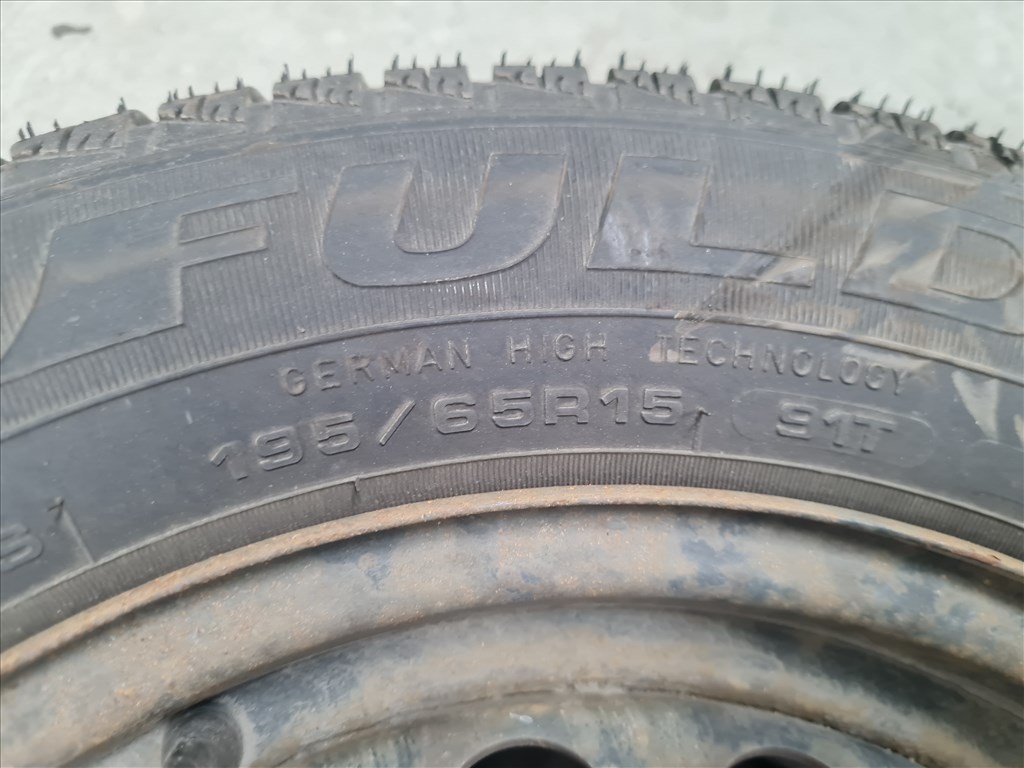 FULD
GERMAN HIGH TECHNOLOGY
195/65R15 91T
S